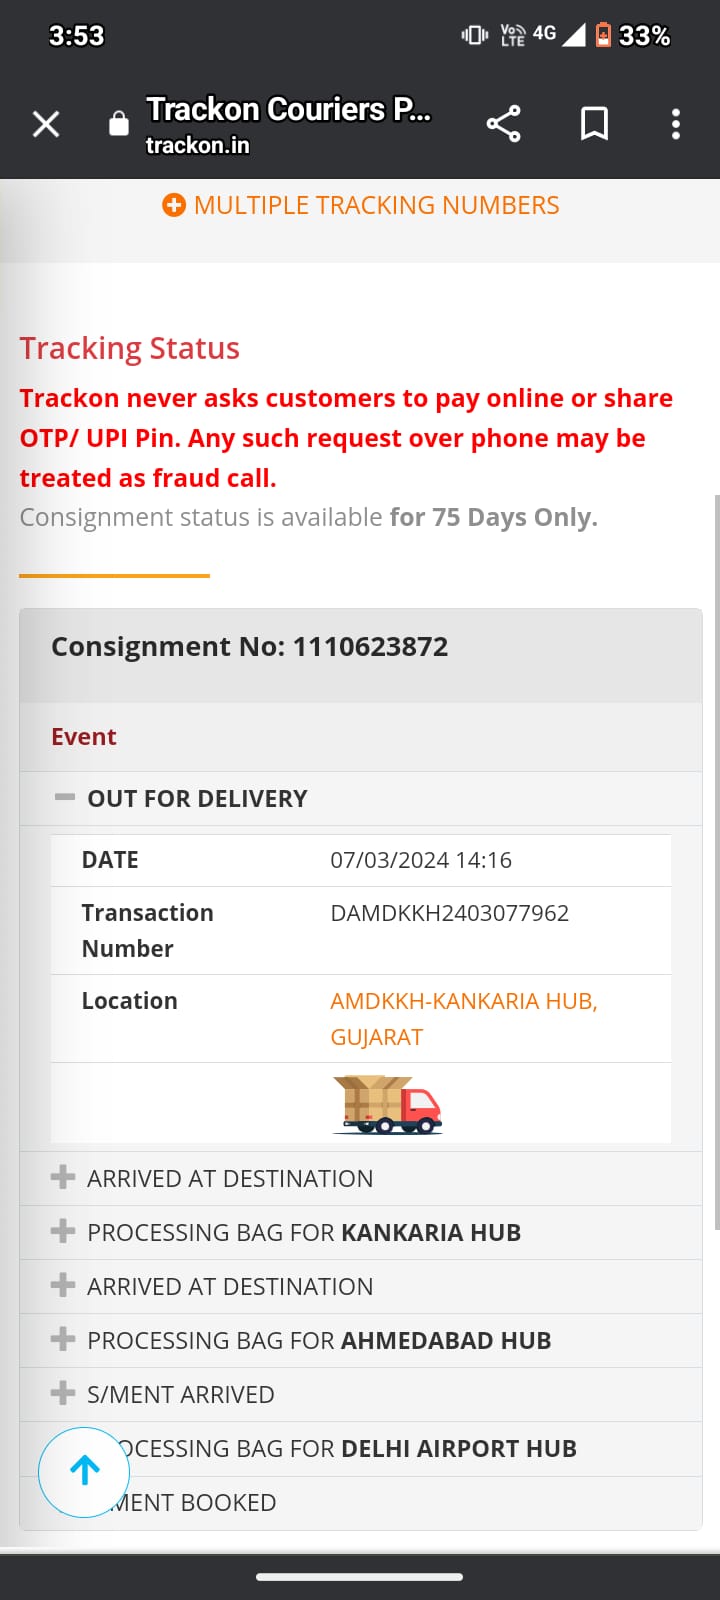 3:53
Vo LTE 4G 33%
Trackon Couriers P...
trackon.in
MULTIPLE TRACKING NUMBERS
Tracking Status
Trackon never asks customers to pay online or share
OTP/ UPI Pin. Any such request over phone may be
treated as fraud call.
Consignment status is available for 75 Days Only.
Consignment No: 1110623872
Event
OUT FOR DELIVERY
DATE 07/03/2024 14:16
Transaction DAMDKKH2403077962
Number
Location AMDKKH-KANKARIA HUB,
GUJARAT
ARRIVED AT DESTINATION
PROCESSING BAG FOR KANKARIA HUB
ARRIVED AT DESTINATION
PROCESSING BAG FOR AHMEDABAD HUB
S/MENT ARRIVED
OCESSING BAG FOR DELHI AIRPORT HUB
MENT BOOKED